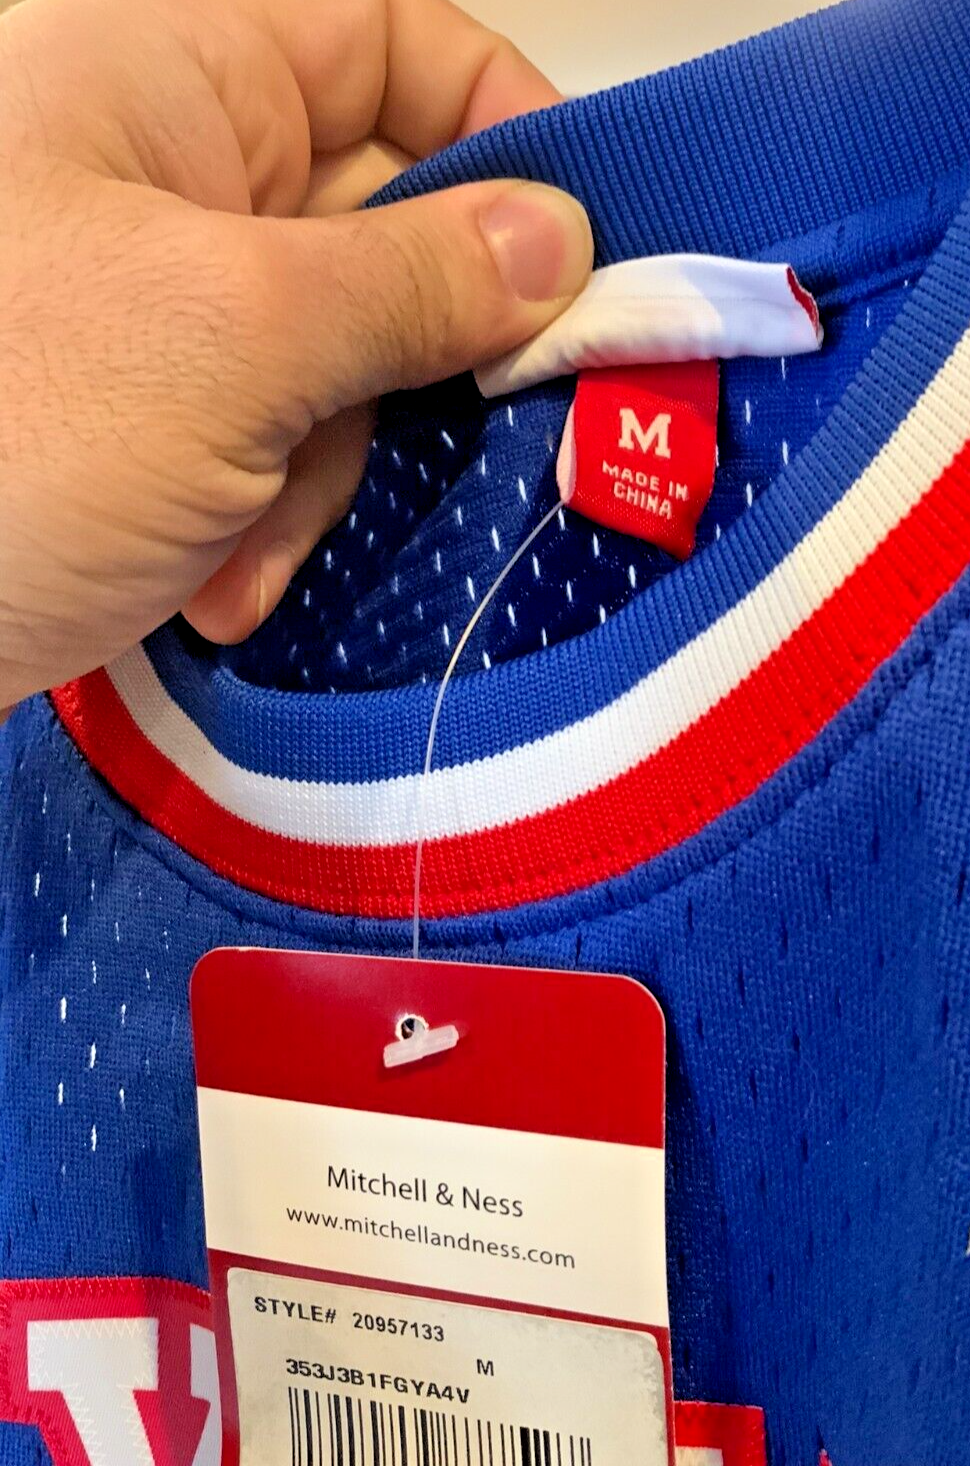 M
MADE IN
CHINA
Mitchell & Ness
www.mitchellandness.com
STYLE# 20957133
M
353J3B1FGYA4V